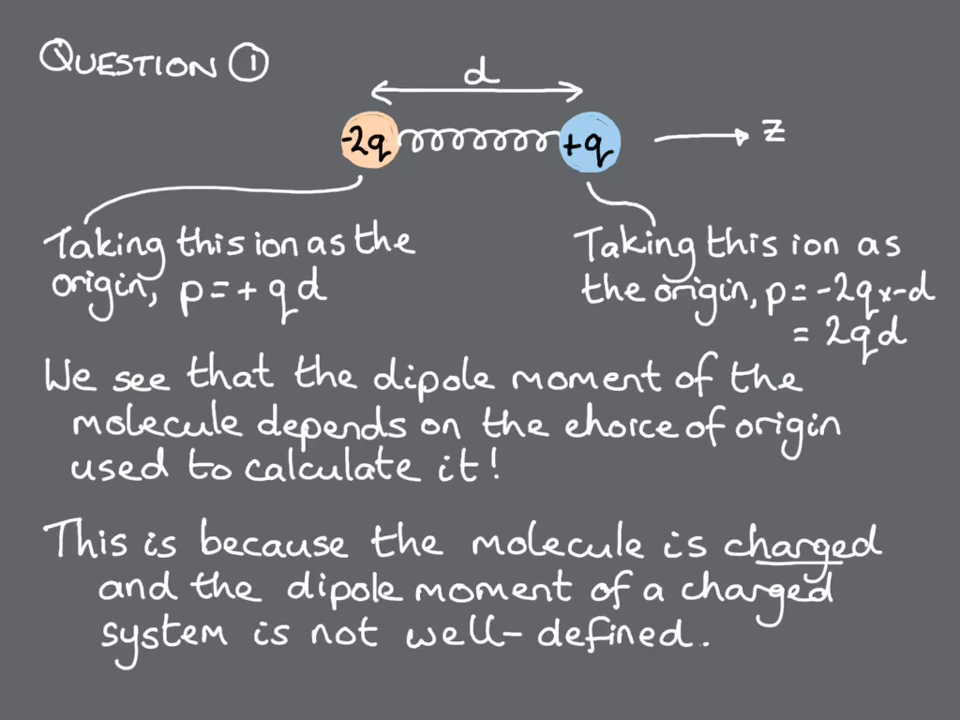 QUESTION ①
d
-2q
+q
z
Taking this ion as the
origin, p = + q d
Taking this ion as
the origin, p = -2q x -d
= 2qd
We see that the dipole moment of the
molecule depends on the choice of origin
used to calculate it!
This is because the molecule is charged
and the dipole moment of a charged
system is not well-defined.